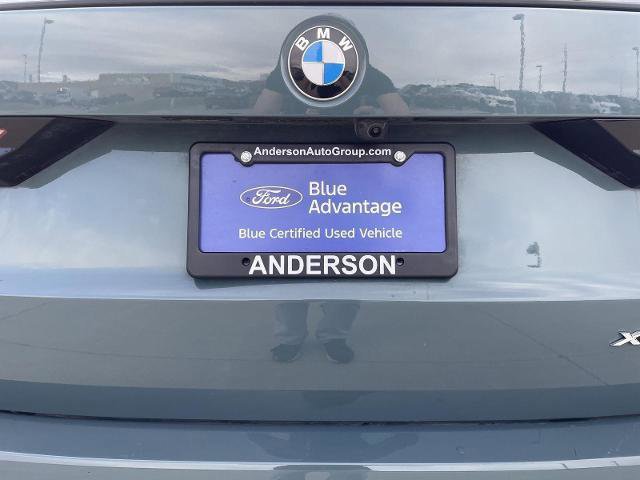 BMW
AndersonAutoGroup.com
Ford
Blue
Advantage
Blue Certified Used Vehicle
ANDERSON
X